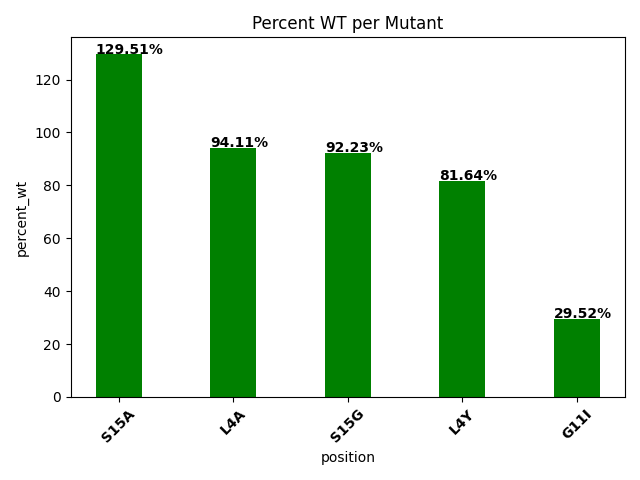 Percent WT per Mutant
129.51%
94.11%
92.23%
81.64%
29.52%
percent_wt
120
100
80
60
40
20
0
S15A
L4A
S15G
L4Y
G11I
position